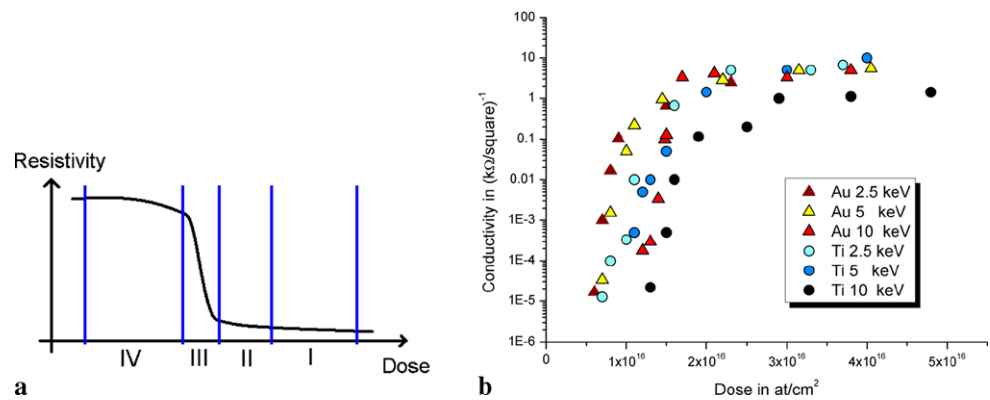 Resistivity
IV III II I
Dose
a
Conductivity in (kΩ/square)⁻¹
100
10
1
0.1
0.01
1E-3
1E-4
1E-5
1E-6
Au 2.5 keV
Au 5 keV
Au 10 keV
Ti 2.5 keV
Ti 5 keV
Ti 10 keV
0 1x10¹⁶ 2x10¹⁶ 3x10¹⁶ 4x10¹⁶ 5x10¹⁶
Dose in at/cm²
b